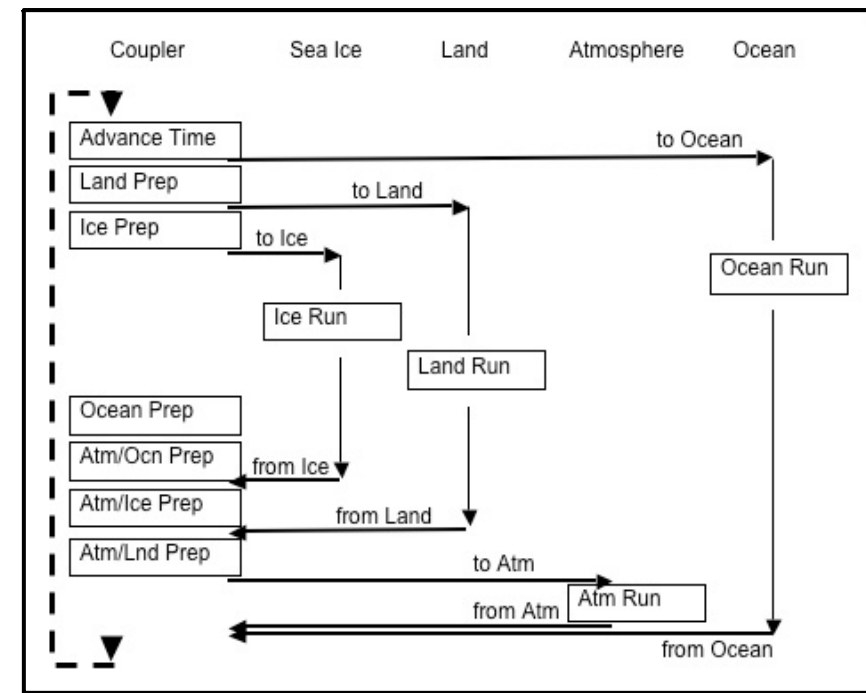 Coupler Sea Ice Land Atmosphere Ocean
Advance Time
to Ocean
Land Prep
to Land
Ice Prep
to Ice
Ocean Run
Ice Run
Land Run
Ocean Prep
Atm/Ocn Prep
from Ice
Atm/Ice Prep
from Land
Atm/Lnd Prep
to Atm
Atm Run
from Atm
from Ocean